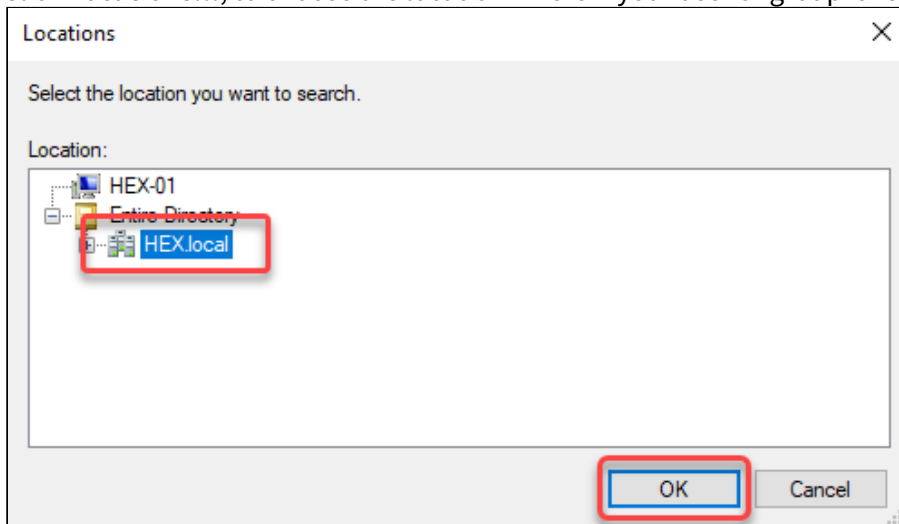 Locations
Select the location you want to search.
Location:
HEX-01
Entire Directory
HEX.local
OK
Cancel